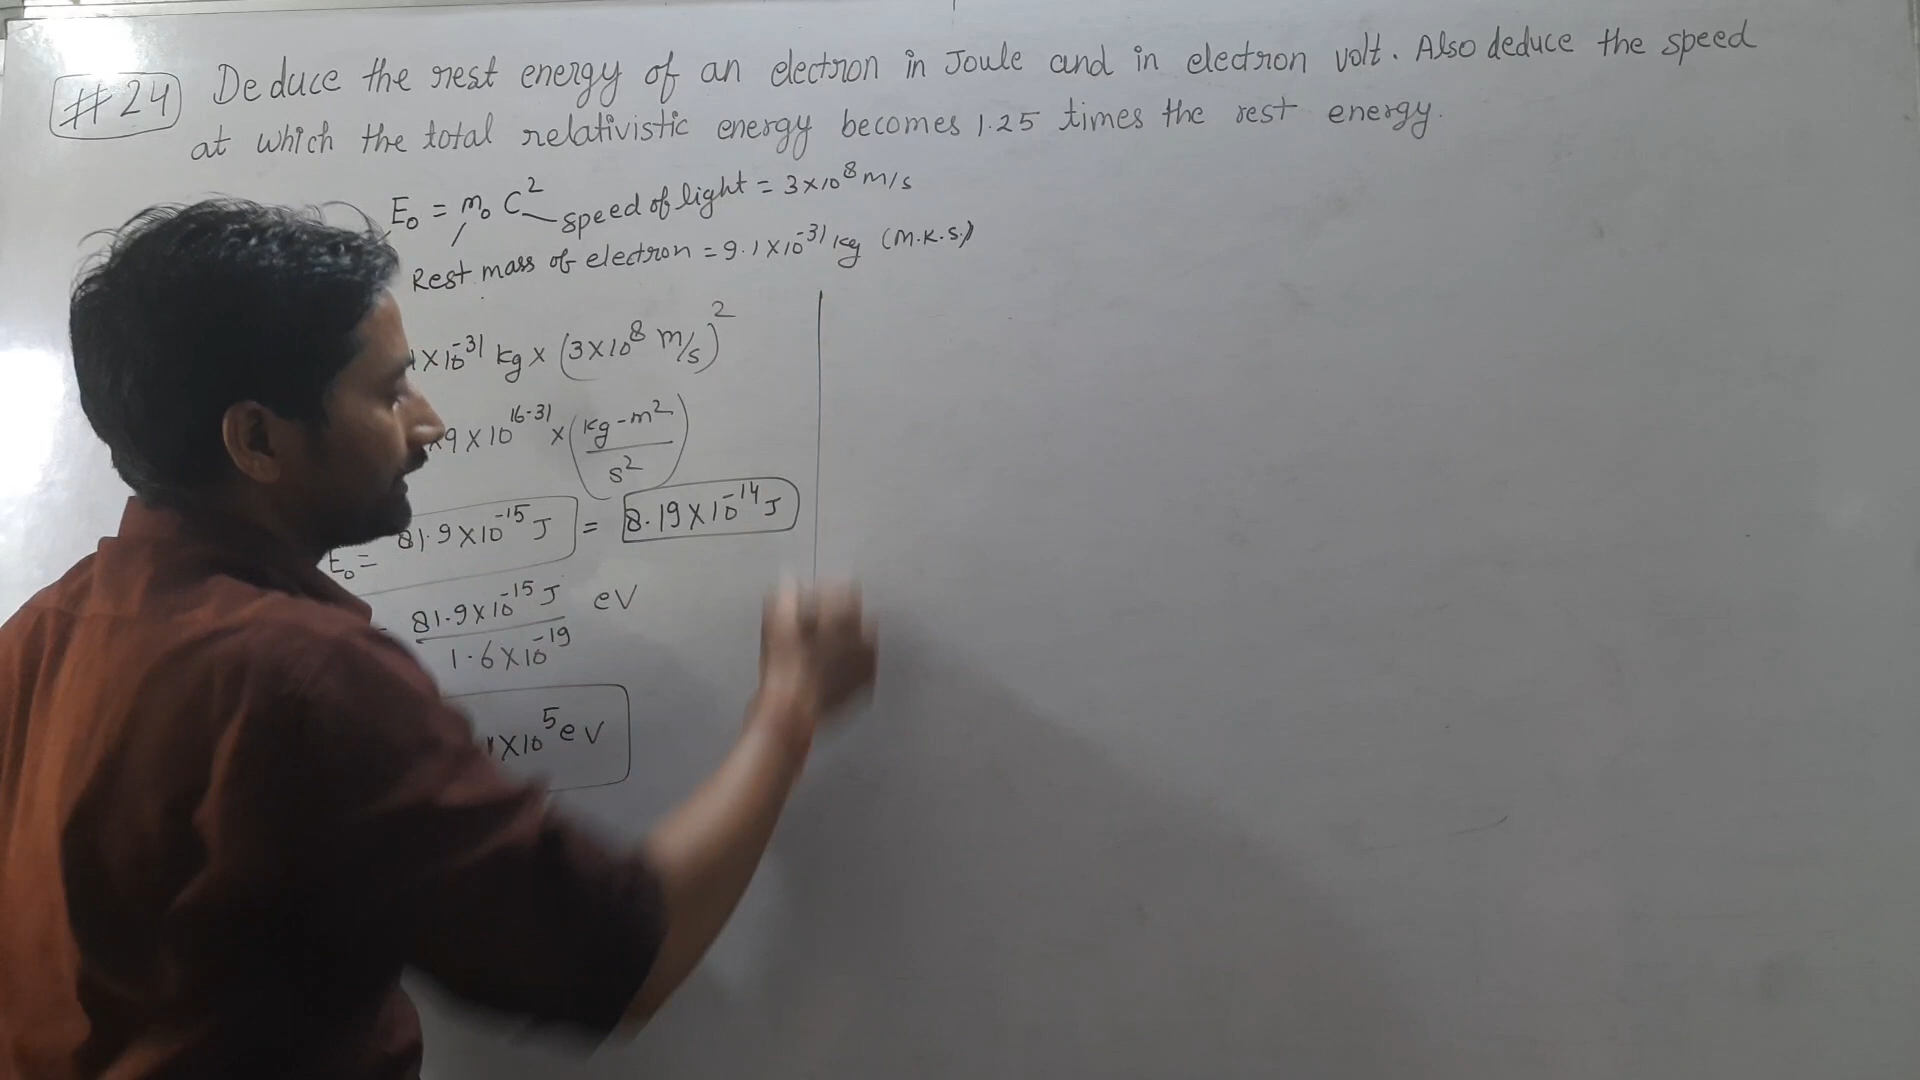 #24 Deduce the rest energy of an electron in Joule and in electron volt. Also deduce the speed
at which the total relativistic energy becomes 1.25 times the rest energy.
E₀ = m₀ C² speed of light = 3×10⁸ m/s
Rest mass of electron = 9.1×10⁻³¹ kg (M.K.S.)
×10⁻³¹ kg × (3×10⁸ m/s)²
×9×10¹⁶⁻³¹ × (kg-m²/s²)
E₀ = 81.9×10⁻¹⁵ J = 8.19×10⁻¹⁴ J
81.9×10⁻¹⁵ J / 1.6×10⁻¹⁹ eV
×10⁵ eV